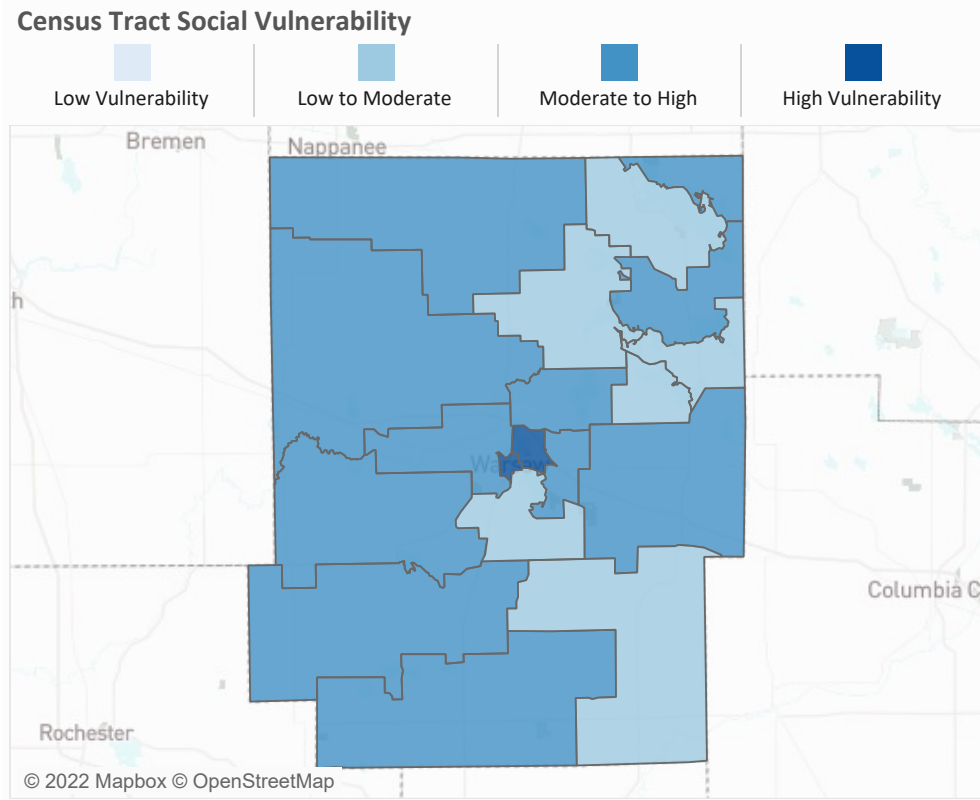 Census Tract Social Vulnerability
Low Vulnerability
Low to Moderate
Moderate to High
High Vulnerability
Bremen
Nappanee
h
Warsaw
Columbia C
Rochester
© 2022 Mapbox © OpenStreetMap